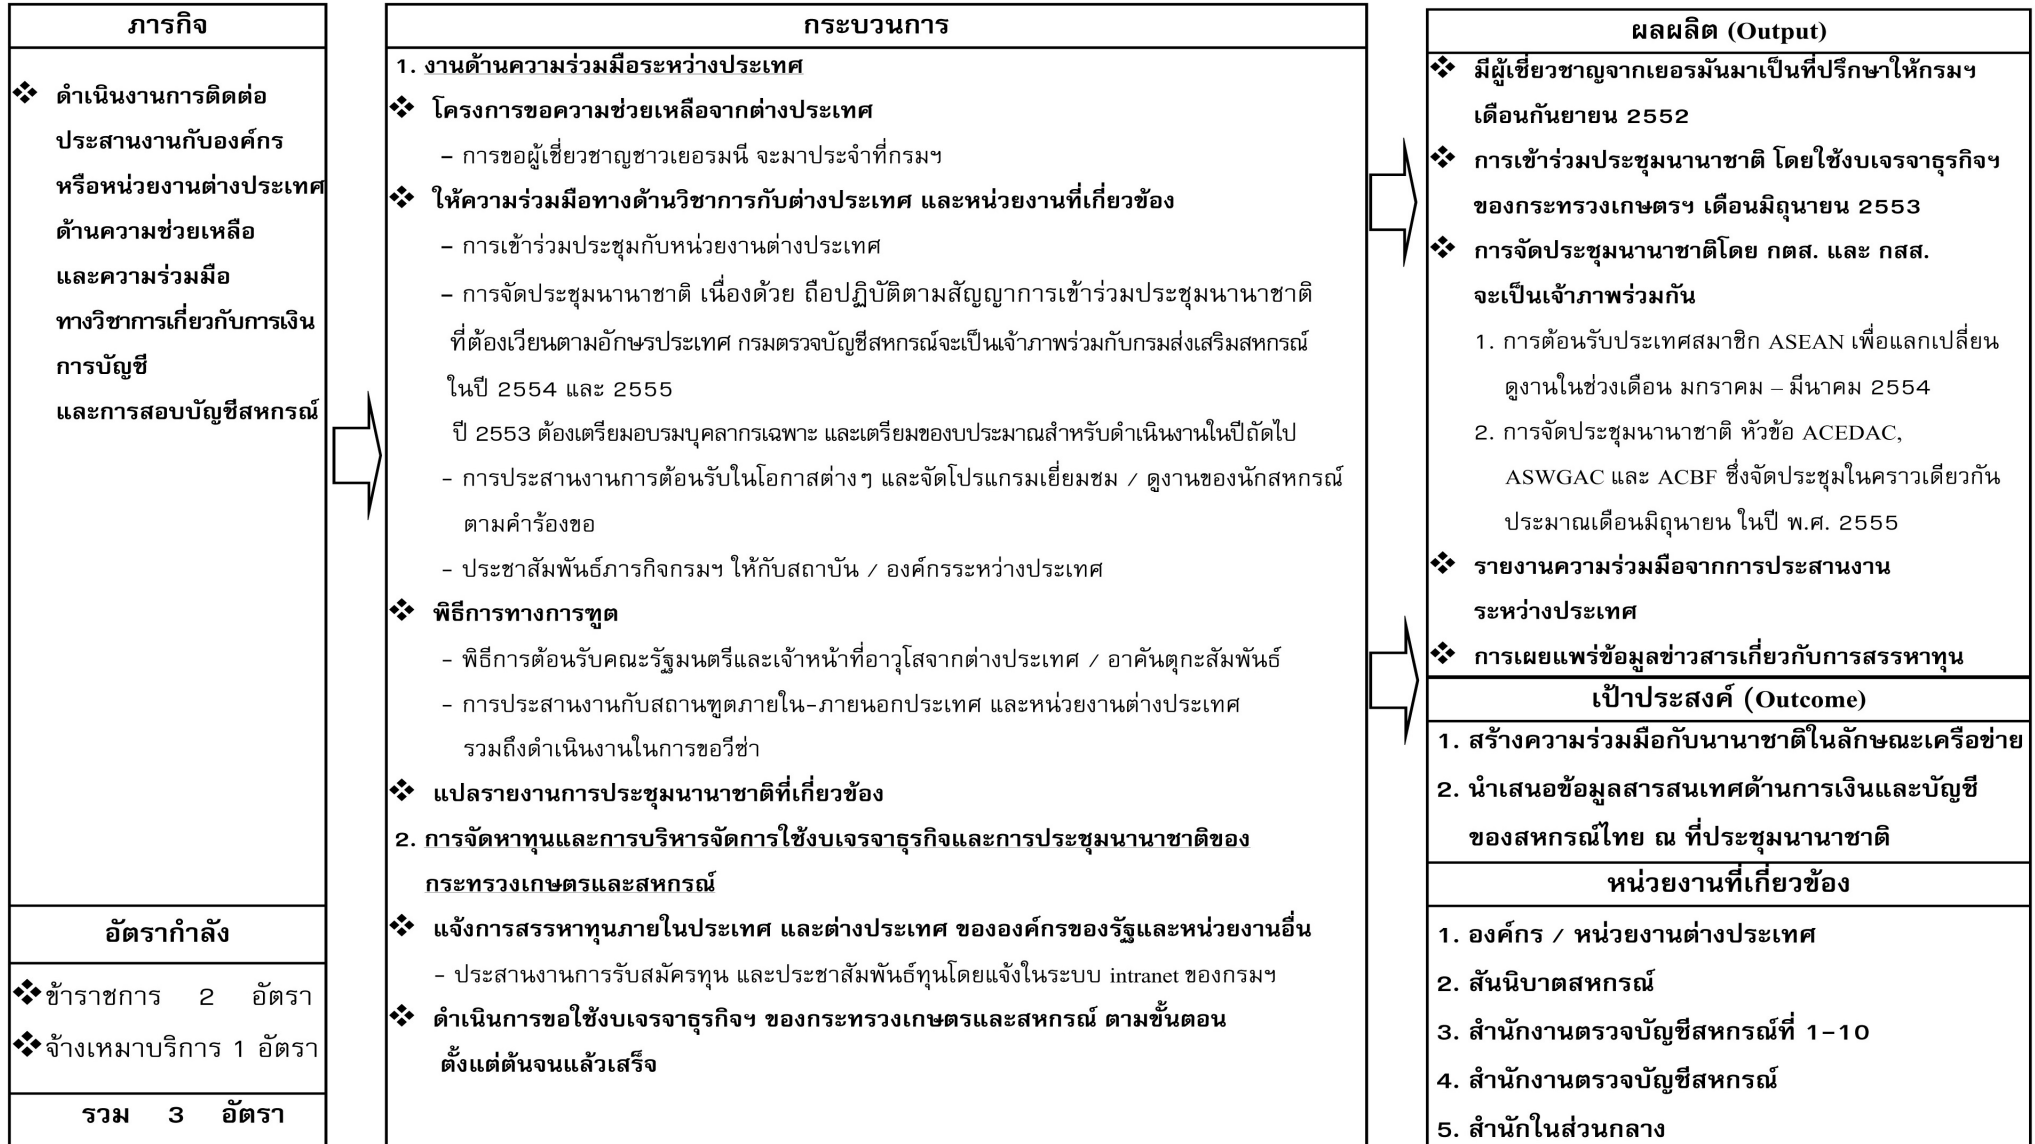 ภารกิจ
❖ ดำเนินงานการติดต่อ
ประสานงานกับองค์กร
หรือหน่วยงานต่างประเทศ
ด้านความช่วยเหลือ
และความร่วมมือ
ทางวิชาการเกี่ยวกับการเงิน
การบัญชี
และการสอบบัญชีสหกรณ์
อัตรากำลัง
❖ข้าราชการ 2 อัตรา
❖จ้างเหมาบริการ 1 อัตรา
รวม 3 อัตรา
กระบวนการ
1. งานด้านความร่วมมือระหว่างประเทศ
❖ โครงการขอความช่วยเหลือจากต่างประเทศ
– การขอผู้เชี่ยวชาญชาวเยอรมนี จะมาประจำที่กรมฯ
❖ ให้ความร่วมมือทางด้านวิชาการกับต่างประเทศ และหน่วยงานที่เกี่ยวข้อง
– การเข้าร่วมประชุมกับหน่วยงานต่างประเทศ
– การจัดประชุมนานาชาติ เนื่องด้วย ถือปฏิบัติตามสัญญาการเข้าร่วมประชุมนานาชาติ
ที่ต้องเวียนตามอักษรประเทศ กรมตรวจบัญชีสหกรณ์จะเป็นเจ้าภาพร่วมกับกรมส่งเสริมสหกรณ์
ในปี 2554 และ 2555
ปี 2553 ต้องเตรียมอบรมบุคลากรเฉพาะ และเตรียมของบประมาณสำหรับดำเนินงานในปีถัดไป
– การประสานงานการต้อนรับในโอกาสต่างๆ และจัดโปรแกรมเยี่ยมชม / ดูงานของนักสหกรณ์
ตามคำร้องขอ
– ประชาสัมพันธ์ภารกิจกรมฯ ให้กับสถาบัน / องค์กรระหว่างประเทศ
❖ พิธีการทางการฑูต
– พิธีการต้อนรับคณะรัฐมนตรีและเจ้าหน้าที่อาวุโสจากต่างประเทศ / อาคันตุกะสัมพันธ์
– การประสานงานกับสถานฑูตภายใน-ภายนอกประเทศ และหน่วยงานต่างประเทศ
รวมถึงดำเนินงานในการขอวีซ่า
❖ แปลรายงานการประชุมนานาชาติที่เกี่ยวข้อง
2. การจัดหาทุนและการบริหารจัดการใช้งบเจรจาธุรกิจและการประชุมนานาชาติของ
กระทรวงเกษตรและสหกรณ์
❖ แจ้งการสรรหาทุนภายในประเทศ และต่างประเทศ ขององค์กรของรัฐและหน่วยงานอื่น
– ประสานงานการรับสมัครทุน และประชาสัมพันธ์ทุนโดยแจ้งในระบบ intranet ของกรมฯ
❖ ดำเนินการขอใช้งบเจรจาธุรกิจฯ ของกระทรวงเกษตรและสหกรณ์ ตามขั้นตอน
ตั้งแต่ต้นจนแล้วเสร็จ
ผลผลิต (Output)
❖ มีผู้เชี่ยวชาญจากเยอรมันมาเป็นที่ปรึกษาให้กรมฯ
เดือนกันยายน 2552
❖ การเข้าร่วมประชุมนานาชาติ โดยใช้งบเจรจาธุรกิจฯ
ของกระทรวงเกษตรฯ เดือนมิถุนายน 2553
❖ การจัดประชุมนานาชาติโดย กตส. และ กสส.
จะเป็นเจ้าภาพร่วมกัน
1. การต้อนรับประเทศสมาชิก ASEAN เพื่อแลกเปลี่ยน
ดูงานในช่วงเดือน มกราคม – มีนาคม 2554
2. การจัดประชุมนานาชาติ หัวข้อ ACEDAC,
ASWGAC และ ACBF ซึ่งจัดประชุมในคราวเดียวกัน
ประมาณเดือนมิถุนายน ในปี พ.ศ. 2555
❖ รายงานความร่วมมือจากการประสานงาน
ระหว่างประเทศ
❖ การเผยแพร่ข้อมูลข่าวสารเกี่ยวกับการสรรหาทุน
เป้าประสงค์ (Outcome)
1. สร้างความร่วมมือกับนานาชาติในลักษณะเครือข่าย
2. นำเสนอข้อมูลสารสนเทศด้านการเงินและบัญชี
ของสหกรณ์ไทย ณ ที่ประชุมนานาชาติ
หน่วยงานที่เกี่ยวข้อง
1. องค์กร / หน่วยงานต่างประเทศ
2. สันนิบาตสหกรณ์
3. สำนักงานตรวจบัญชีสหกรณ์ที่ 1-10
4. สำนักงานตรวจบัญชีสหกรณ์
5. สำนักในส่วนกลาง